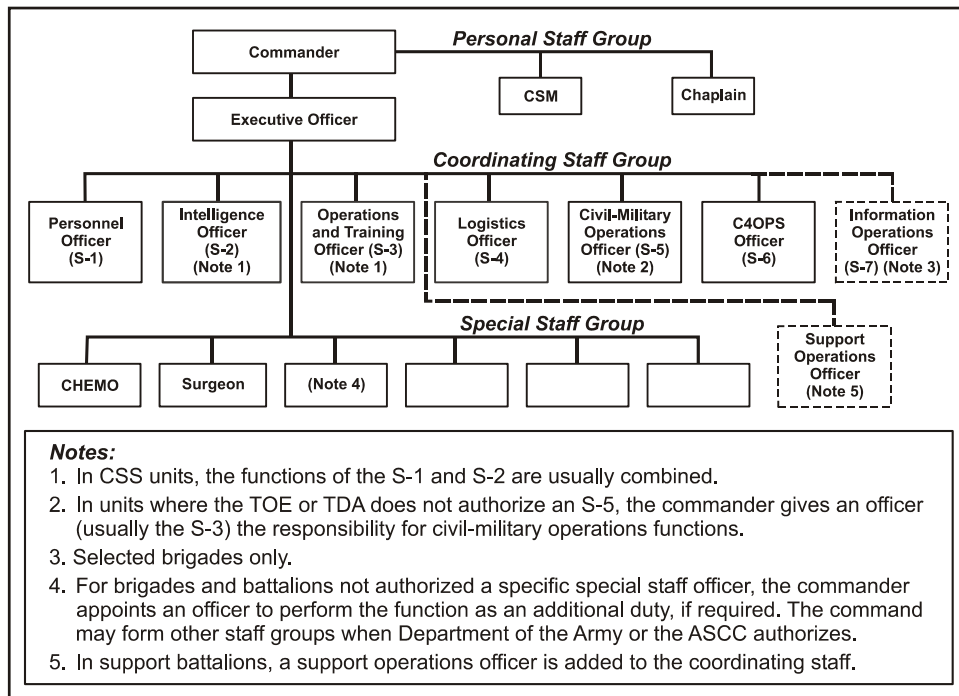 Personal Staff Group
Commander
CSM
Chaplain
Executive Officer
Coordinating Staff Group
Personnel
Officer
(S-1)
Intelligence
Officer
(S-2)
(Note 1)
Operations
and Training
Officer (S-3)
(Note 1)
Logistics
Officer
(S-4)
Civil-Military
Operations
Officer (S-5)
(Note 2)
C4OPS
Officer
(S-6)
Information
Operations
Officer
(S-7) (Note 3)
Special Staff Group
CHEMO
Surgeon
(Note 4)
Support
Operations
Officer
(Note 5)
Notes:
1. In CSS units, the functions of the S-1 and S-2 are usually combined.
2. In units where the TOE or TDA does not authorize an S-5, the commander gives an officer
(usually the S-3) the responsibility for civil-military operations functions.
3. Selected brigades only.
4. For brigades and battalions not authorized a specific special staff officer, the commander
appoints an officer to perform the function as an additional duty, if required. The command
may form other staff groups when Department of the Army or the ASCC authorizes.
5. In support battalions, a support operations officer is added to the coordinating staff.